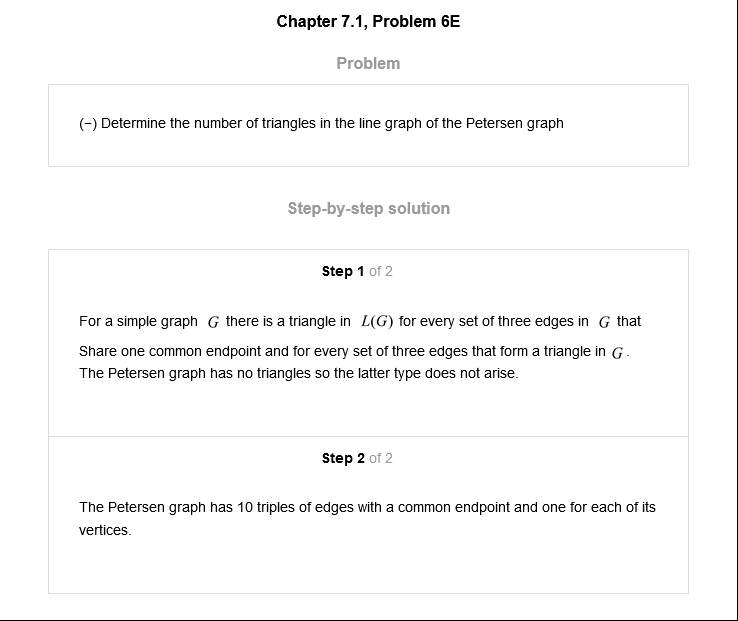 Chapter 7.1, Problem 6E
Problem
(−) Determine the number of triangles in the line graph of the Petersen graph
Step-by-step solution
Step 1 of 2
For a simple graph G there is a triangle in L(G) for every set of three edges in G that
Share one common endpoint and for every set of three edges that form a triangle in G.
The Petersen graph has no triangles so the latter type does not arise.
Step 2 of 2
The Petersen graph has 10 triples of edges with a common endpoint and one for each of its
vertices.